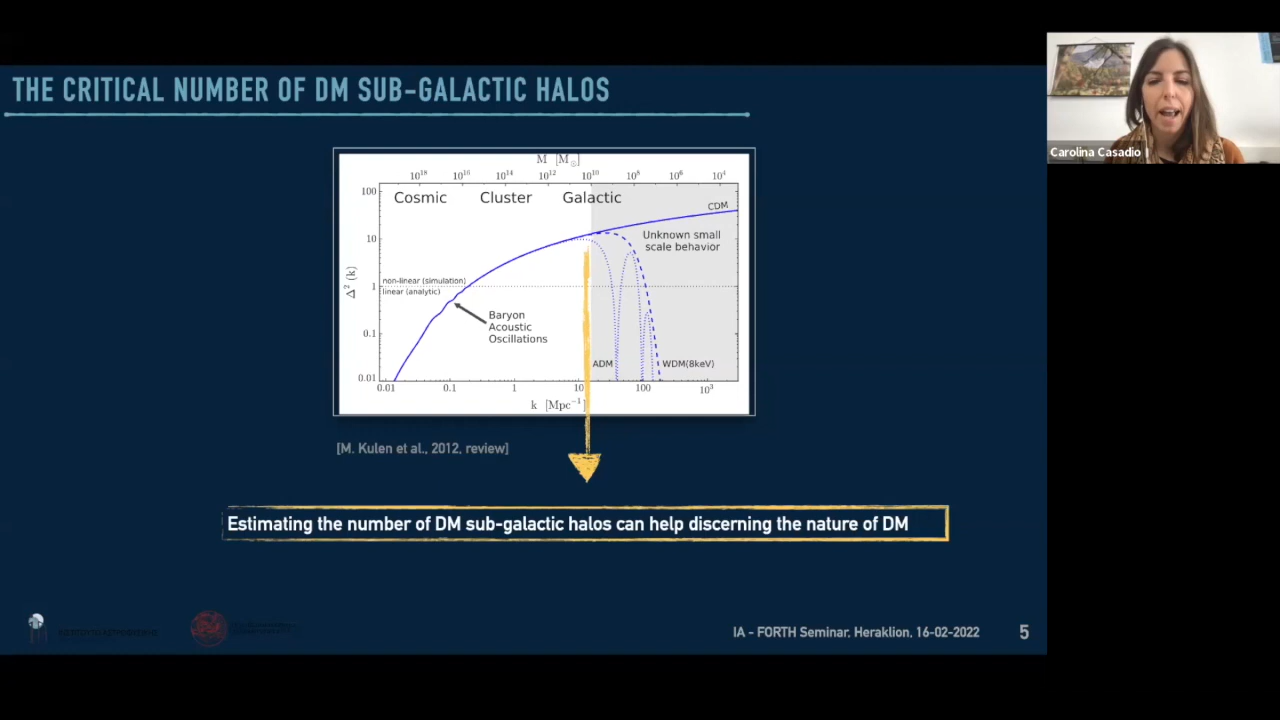 THE CRITICAL NUMBER OF DM SUB-GALACTIC HALOS
Carolina Casadio
M [M☉]
10¹⁸ 10¹⁶ 10¹⁴ 10¹² 10¹⁰ 10⁸ 10⁶ 10⁴
Cosmic Cluster Galactic
CDM
Unknown small
scale behavior
100
10
1
0.1
0.01
Δ² (k)
non-linear (simulation)
linear (analytic)
Baryon
Acoustic
Oscillations
ADM
WDM(8keV)
0.01 0.1 1 10 100 10³
k [Mpc⁻¹]
[M. Kulen et al., 2012, review]
Estimating the number of DM sub-galactic halos can help discerning the nature of DM
IA - FORTH Seminar, Heraklion, 16-02-2022
5